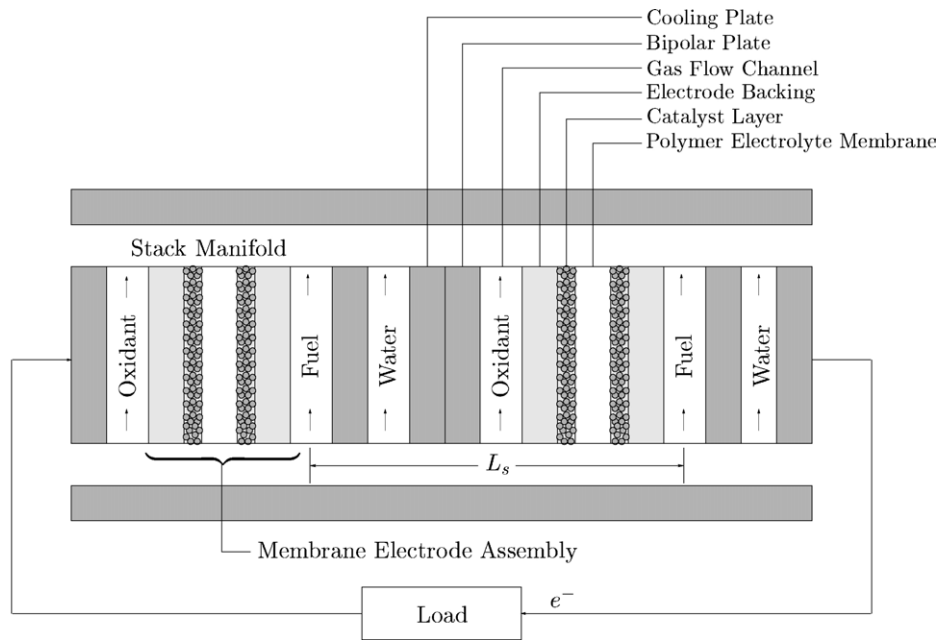 Cooling Plate
Bipolar Plate
Gas Flow Channel
Electrode Backing
Catalyst Layer
Polymer Electrolyte Membrane
Stack Manifold
Oxidant
Fuel
Water
Oxidant
Fuel
Water
L_s
Membrane Electrode Assembly
Load
e⁻